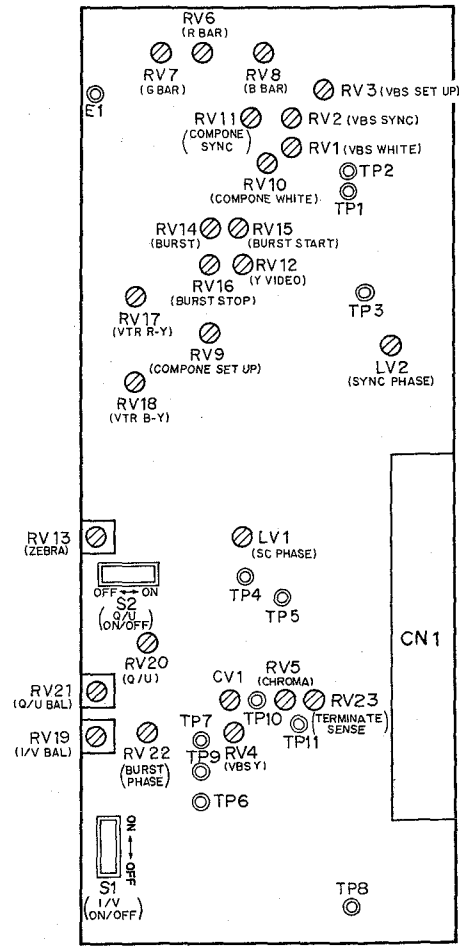 RV6
(R BAR)
RV7
(G BAR)
RV8
(B BAR)
E1
RV3 (VBS SET UP)
RV11
(COMPONE
SYNC)
RV2 (VBS SYNC)
RV1 (VBS WHITE)
RV10
(COMPONE WHITE)
TP2
TP1
RV14
(BURST)
RV15
(BURST START)
RV16
(BURST STOP)
RV12
(Y VIDEO)
RV17
(VTR R-Y)
TP3
RV9
(COMPONE SET UP)
LV2
(SYNC PHASE)
RV18
(VTR B-Y)
RV13
(ZEBRA)
LV1
(SC PHASE)
OFF ↔ ON
S2
(Q/U
ON/OFF)
TP4
TP5
CN1
RV20
(Q/U)
RV21
(Q/U BAL)
CV1
TP10
RV5
(CHROMA)
RV23
(TERMINATE
SENSE)
RV19
(I/V BAL)
RV22
(BURST
PHASE)
TP7
TP9
RV4
(VBS Y)
TP11
TP6
ON ↔ OFF
S1
(I/V
ON/OFF)
TP8